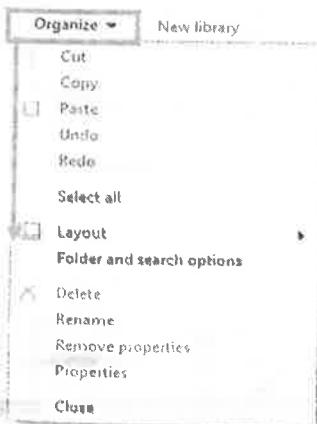 Organize New library
Cut
Copy
Paste
Undo
Redo
Select all
Layout
Folder and search options
Delete
Rename
Remove properties
Properties
Close